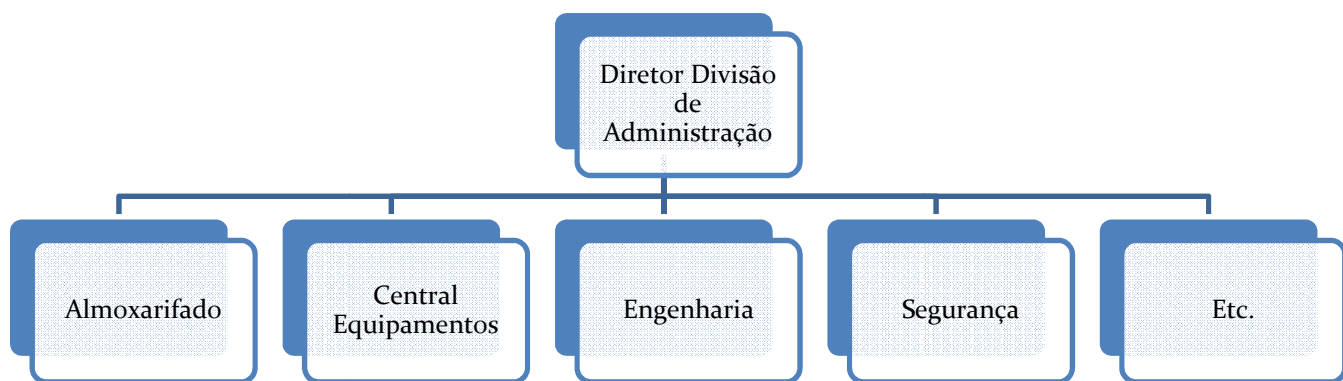 Diretor Divisão
de
Administração
Almoxarifado
Central
Equipamentos
Engenharia
Segurança
Etc.